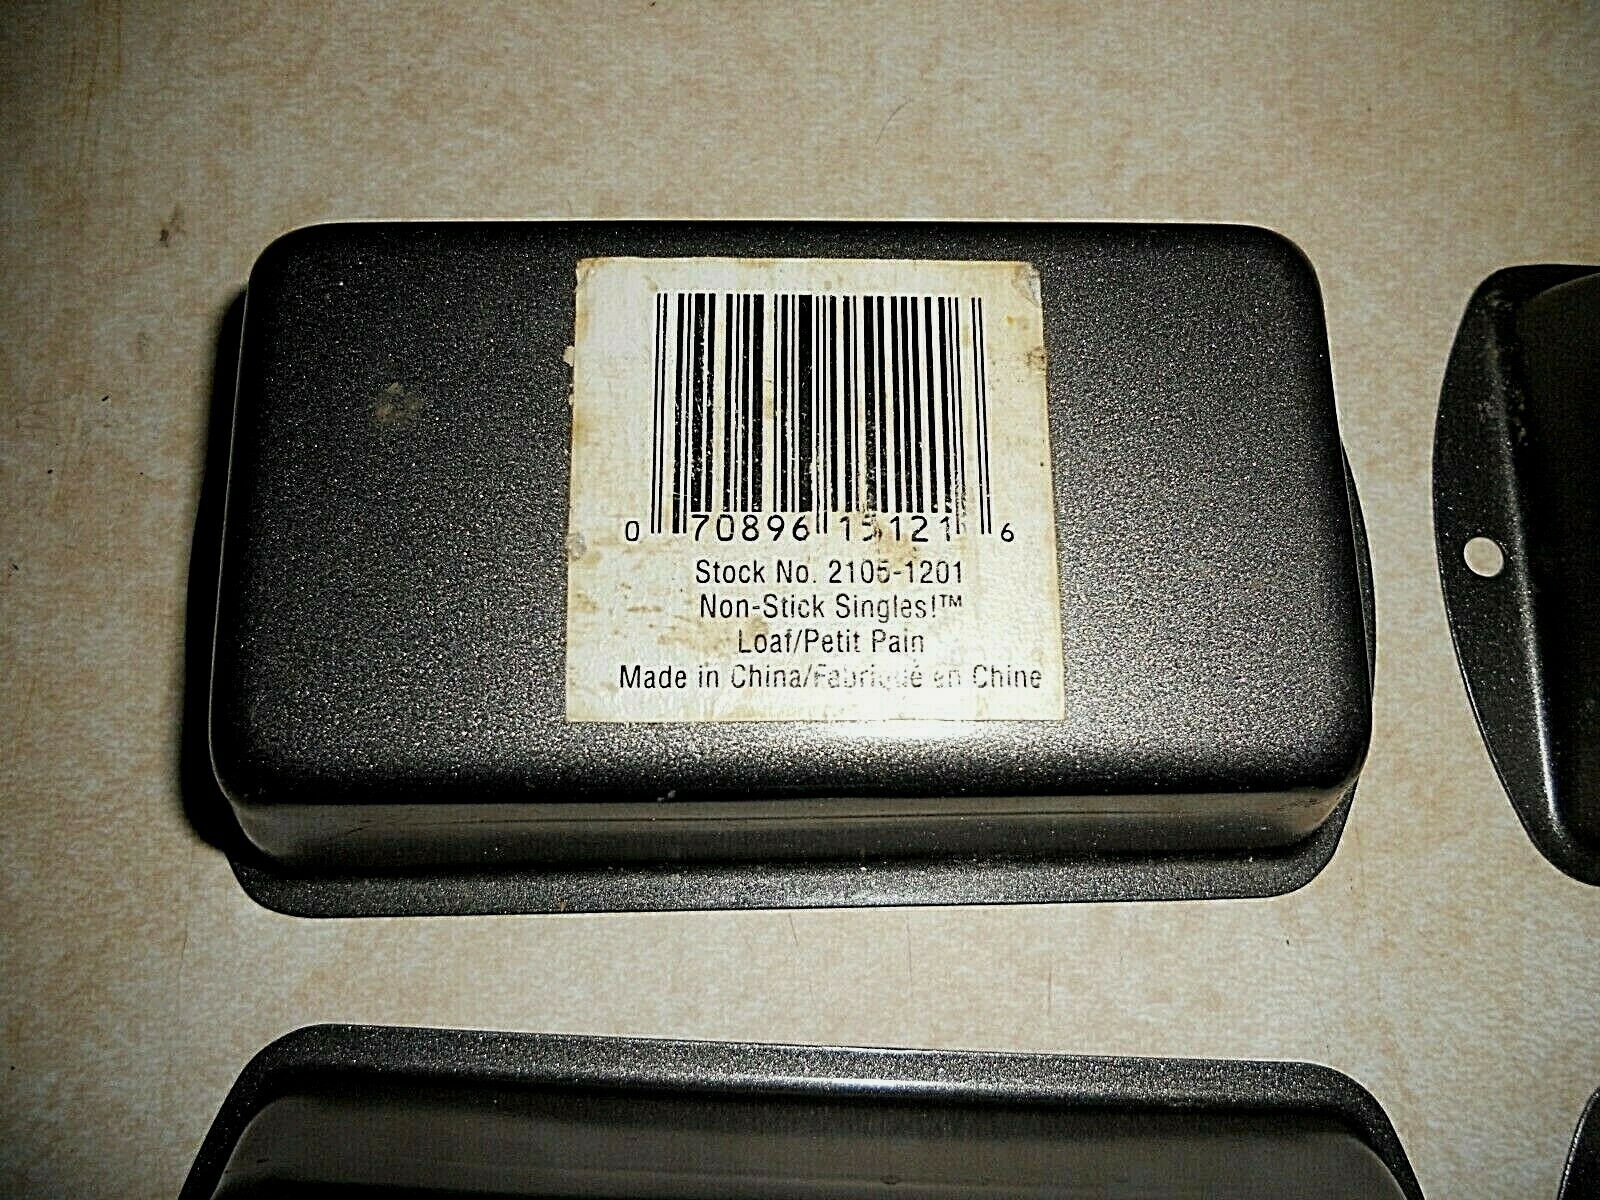 0 70896 15121 6
Stock No. 2105-1201
Non-Stick Singles!™
Loaf/Petit Pain
Made in China/Fabriqué en Chine